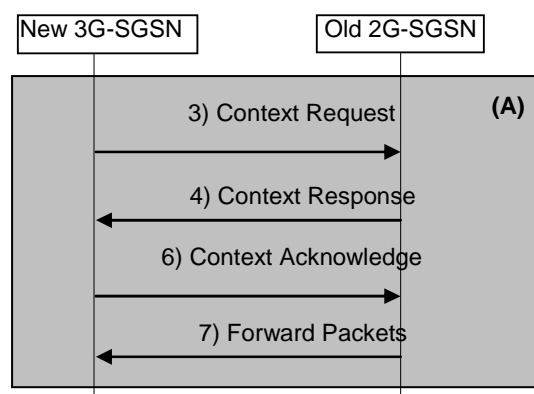 New 3G-SGSN Old 2G-SGSN
(A)
3) Context Request
4) Context Response
6) Context Acknowledge
7) Forward Packets